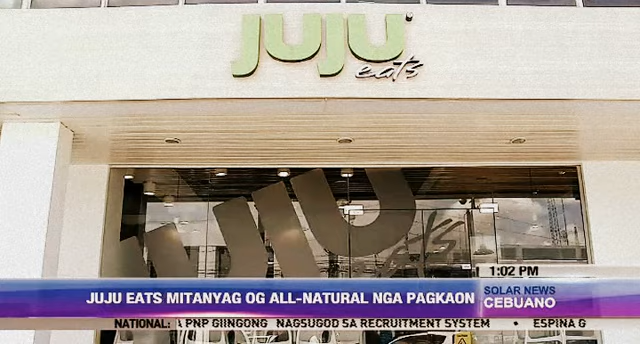 JUJU
eats
JUJU
eats
1:02 PM
JUJU EATS MITANYAG OG ALL-NATURAL NGA PAGKAON
SOLAR NEWS
CEBUANO
NATIONAL: PNP GIINGONG NAGSUGOD SA RECRUITMENT SYSTEM • ESPINA G